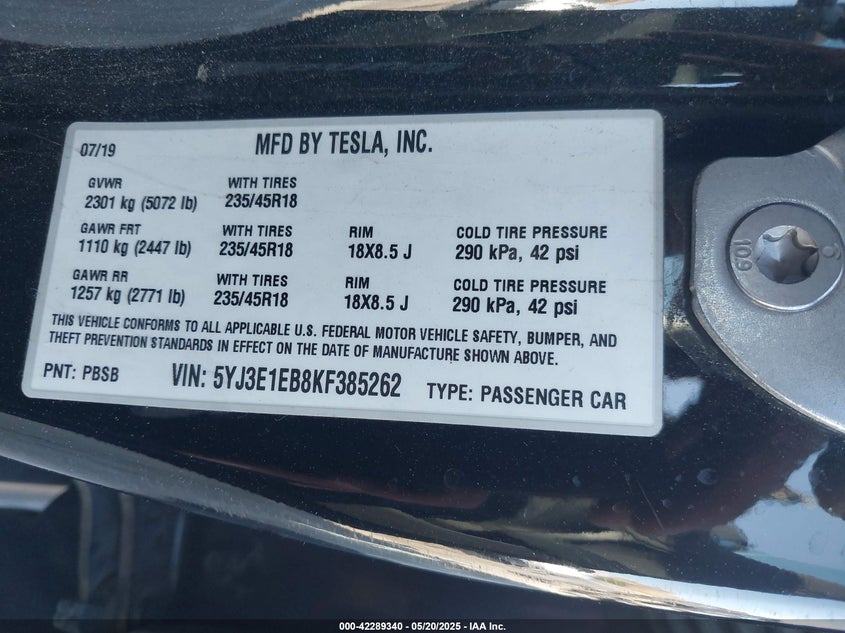 07/19 MFD BY TESLA, INC.
GVWR WITH TIRES
2301 kg (5072 lb) 235/45R18
GAWR FRT WITH TIRES RIM COLD TIRE PRESSURE
1110 kg (2447 lb) 235/45R18 18X8.5 J 290 kPa, 42 psi
GAWR RR WITH TIRES RIM COLD TIRE PRESSURE
1257 kg (2771 lb) 235/45R18 18X8.5 J 290 kPa, 42 psi
THIS VEHICLE CONFORMS TO ALL APPLICABLE U.S. FEDERAL MOTOR VEHICLE SAFETY, BUMPER, AND
THEFT PREVENTION STANDARDS IN EFFECT ON THE DATE OF MANUFACTURE SHOWN ABOVE.
PNT: PBSB VIN: 5YJ3E1EB8KF385262 TYPE: PASSENGER CAR
109
000-42289340 - 05/20/2025 - IAA Inc.